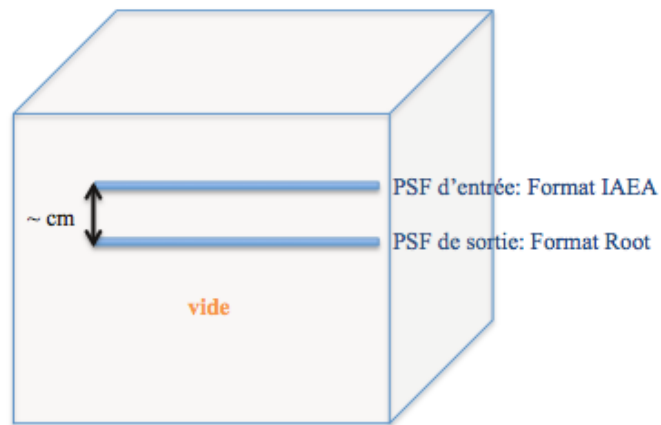 PSF d'entrée: Format IAEA
~ cm
PSF de sortie: Format Root
vide